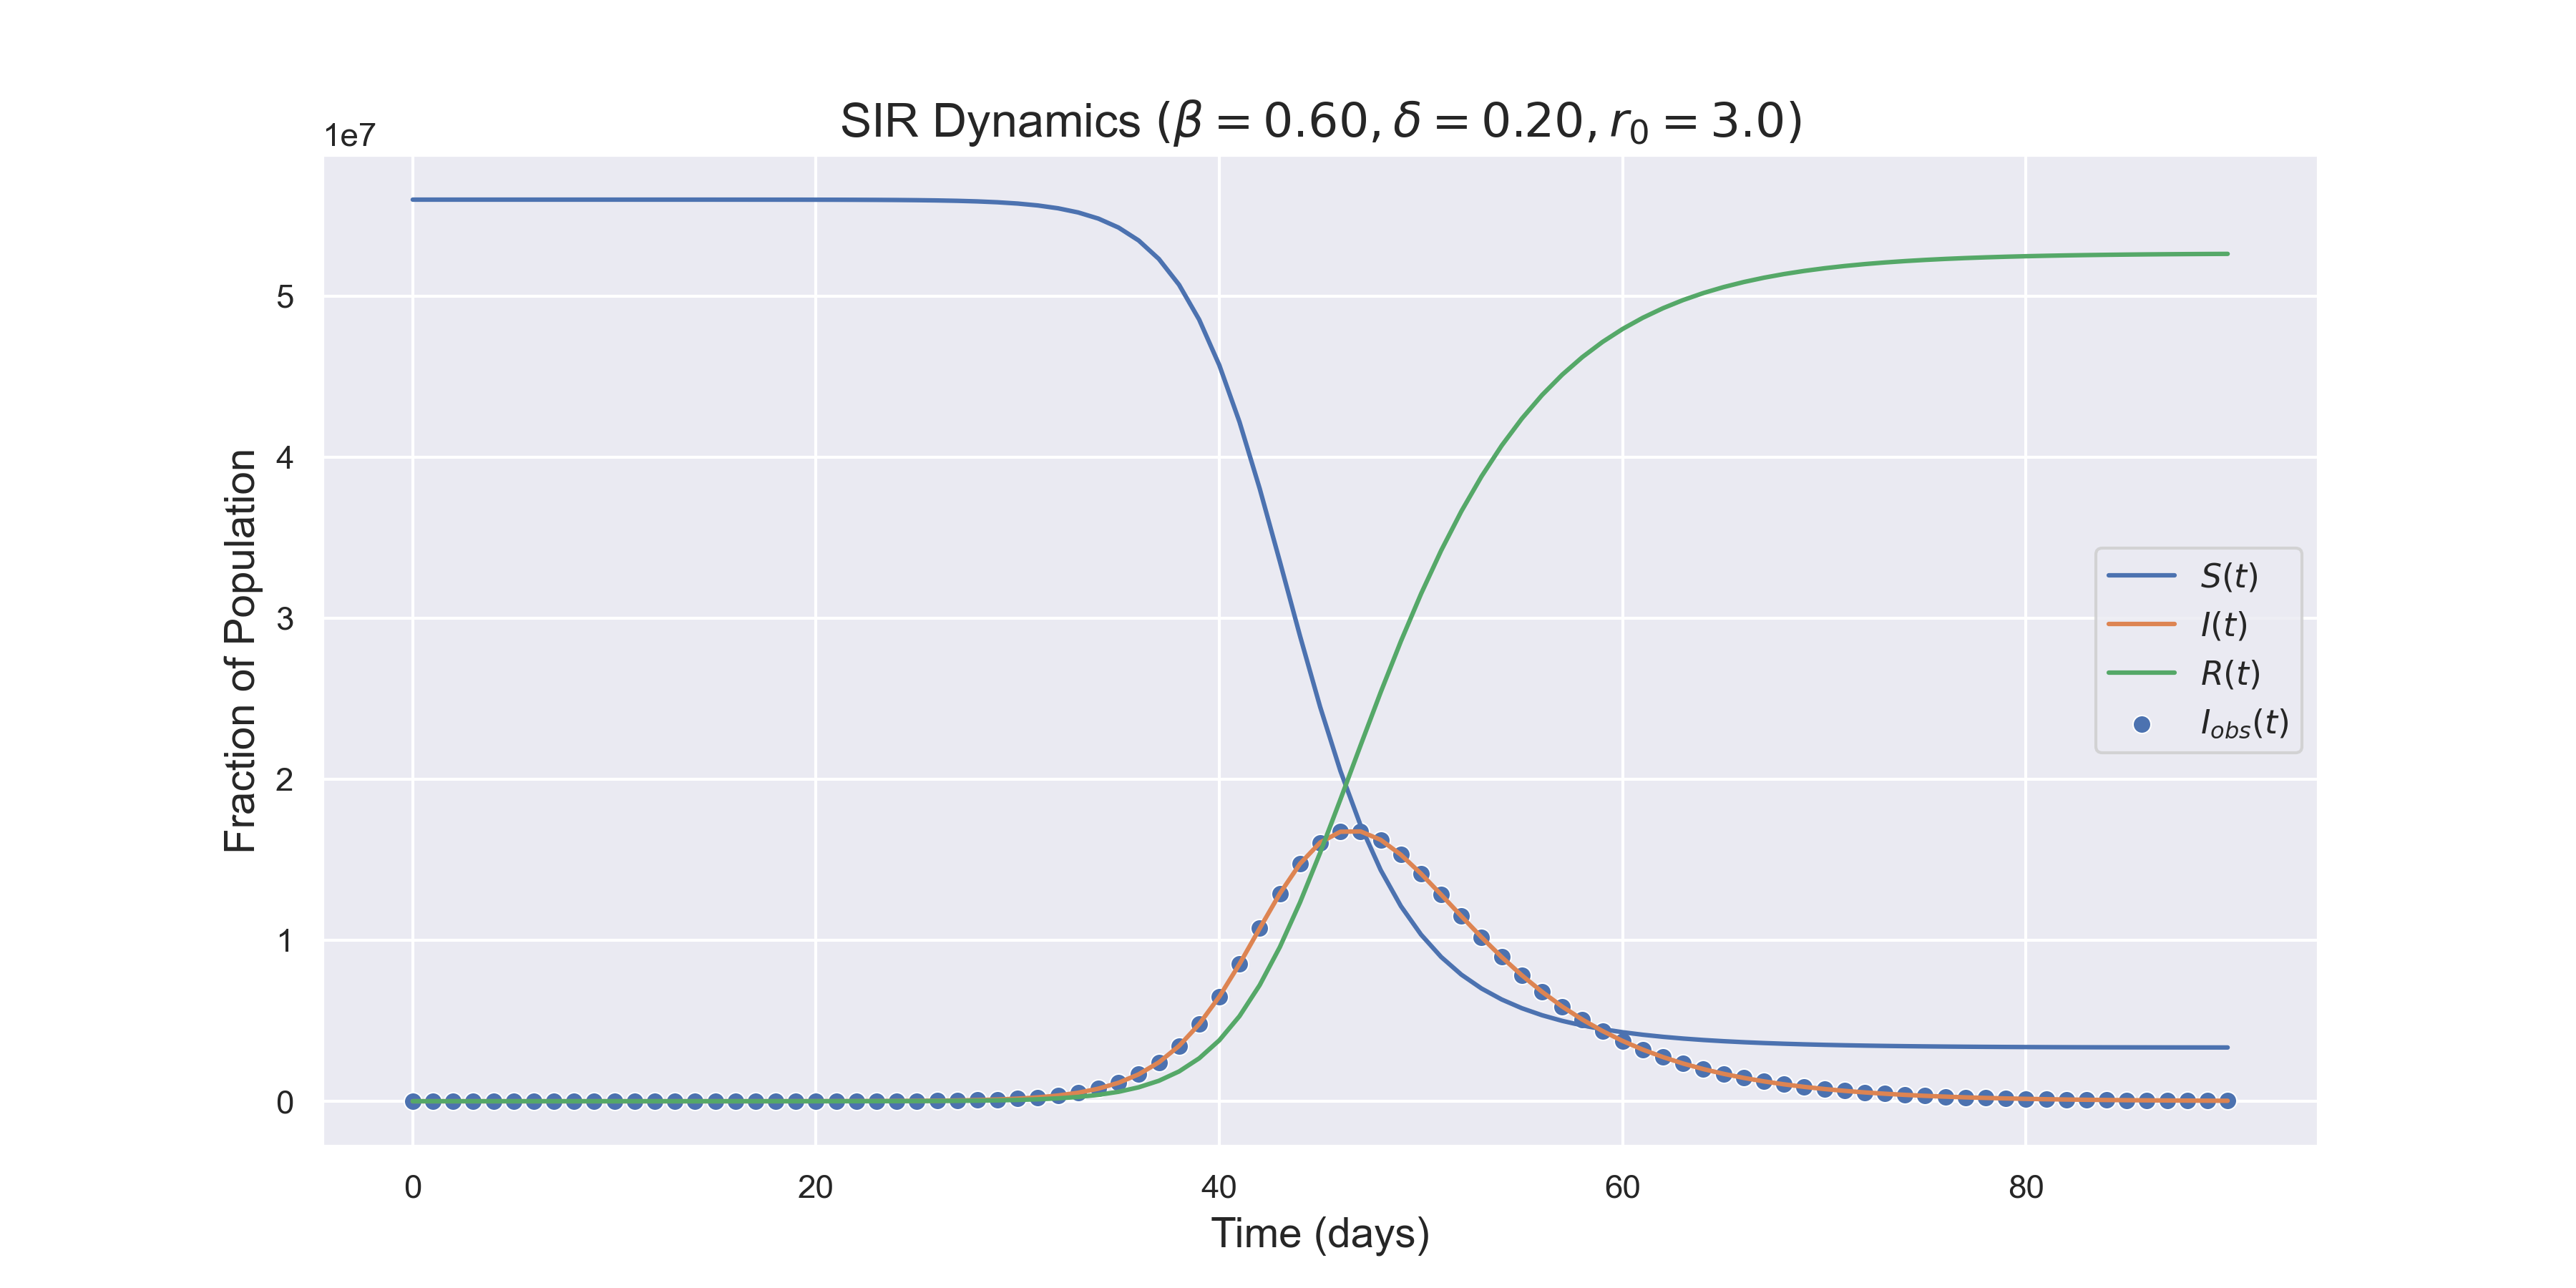 SIR Dynamics (β = 0.60, δ = 0.20, r₀ = 3.0)
1e7
5
4
3
2
1
0
Fraction of Population
S(t)
I(t)
R(t)
I_obs(t)
0 20 40 60 80
Time (days)